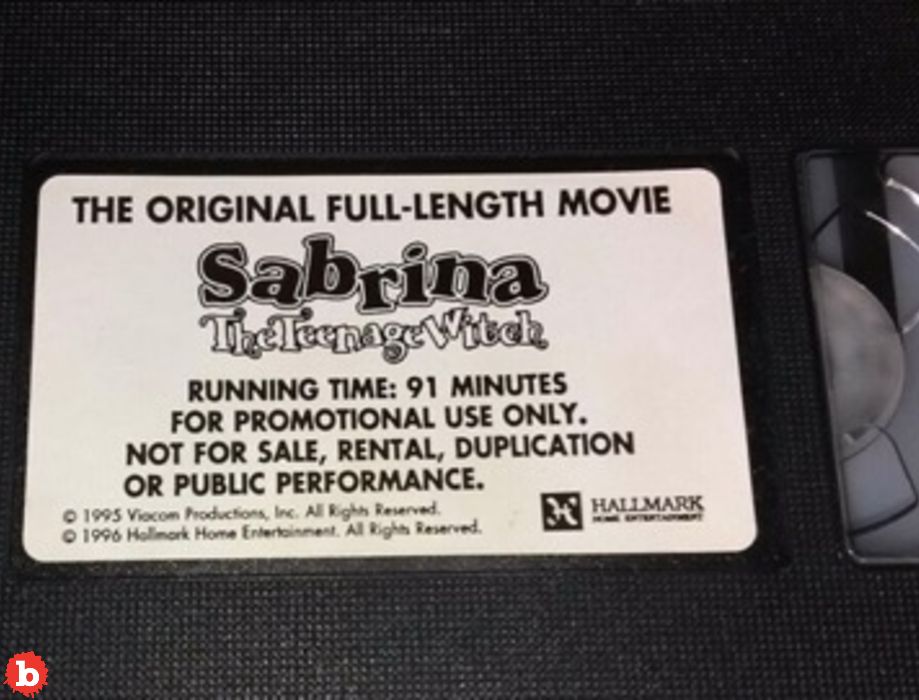 THE ORIGINAL FULL-LENGTH MOVIE
Sabrina
The Teenage Witch
RUNNING TIME: 91 MINUTES
FOR PROMOTIONAL USE ONLY.
NOT FOR SALE, RENTAL, DUPLICATION
OR PUBLIC PERFORMANCE.
© 1995 Viacom Productions, Inc. All Rights Reserved.
© 1996 Hallmark Home Entertainment. All Rights Reserved.
HALLMARK
HOME ENTERTAINMENT
b